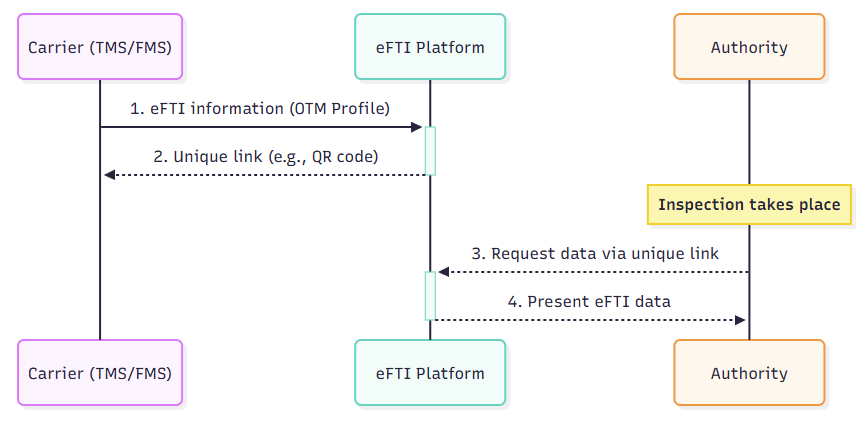 Carrier (TMS/FMS)
eFTI Platform
Authority
1. eFTI information (OTM Profile)
2. Unique link (e.g., QR code)
Inspection takes place
3. Request data via unique link
4. Present eFTI data
Carrier (TMS/FMS)
eFTI Platform
Authority